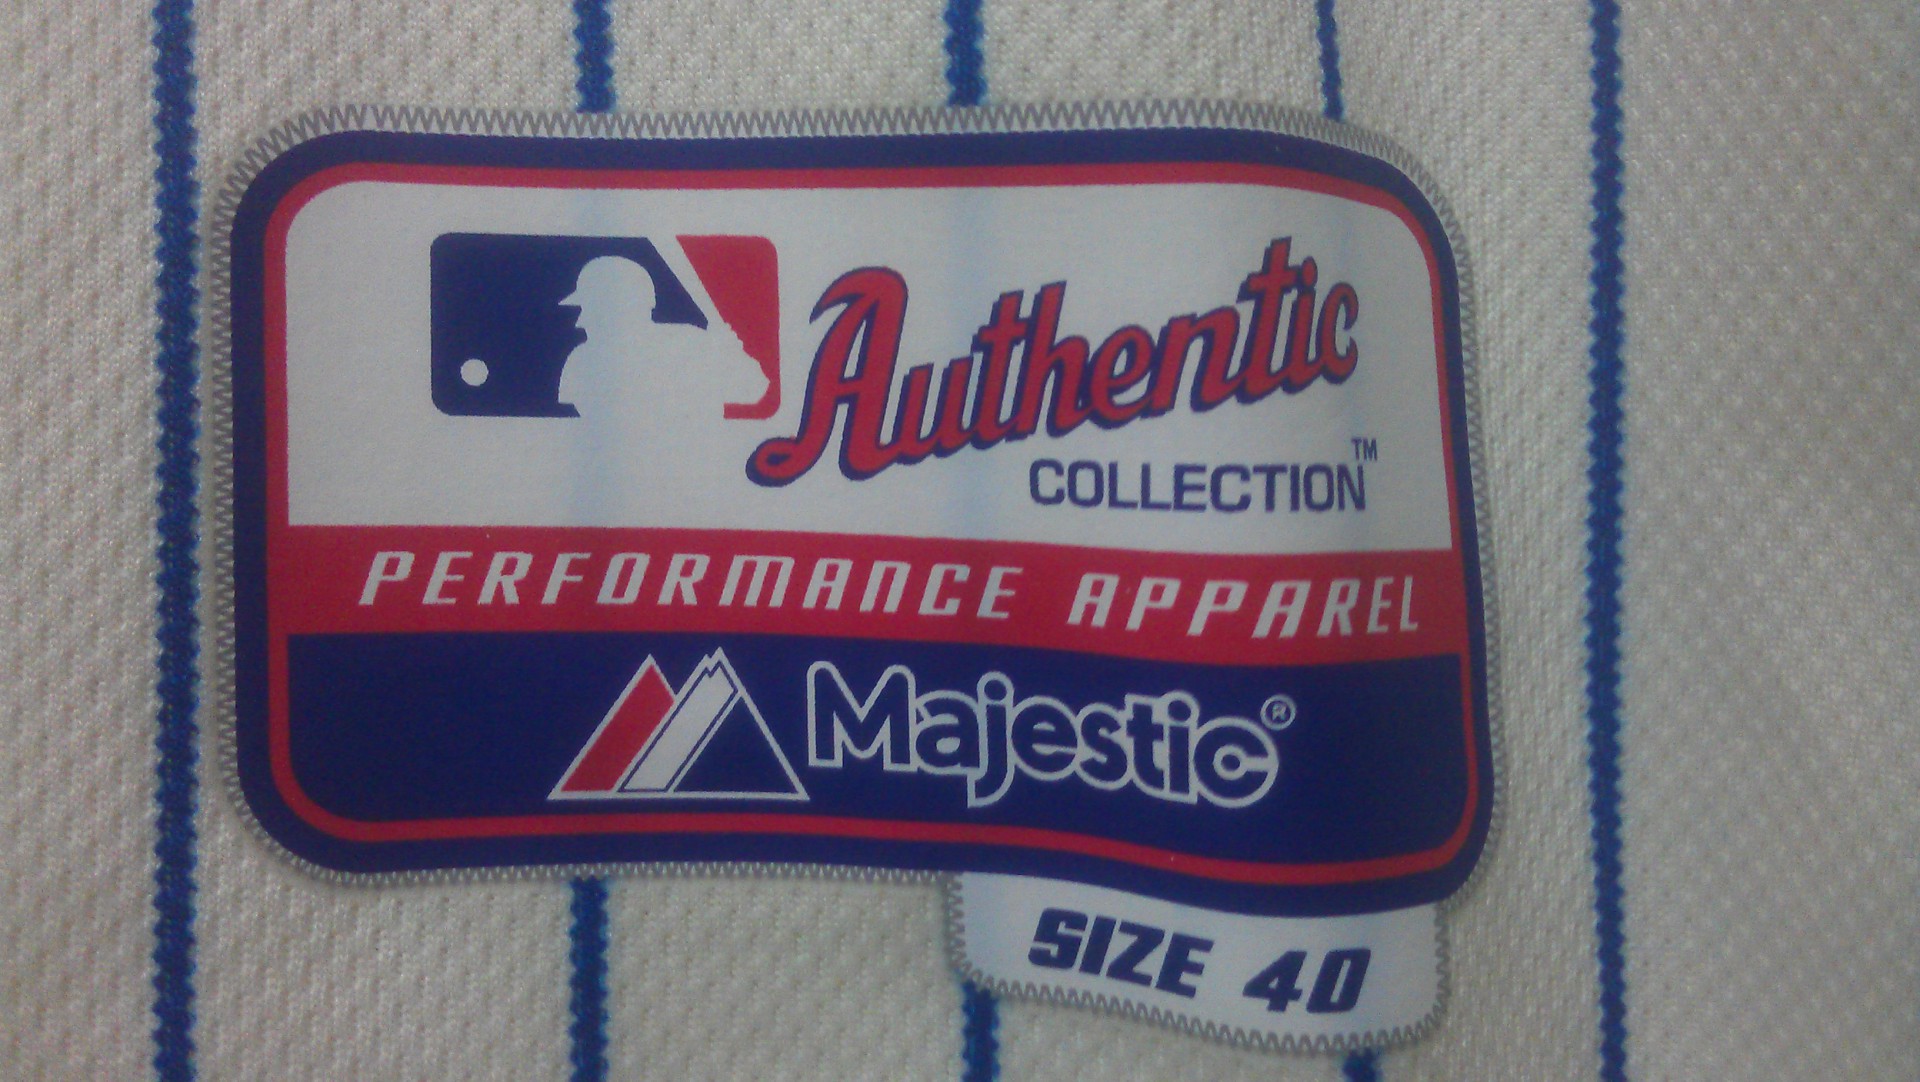 Authentic
COLLECTION™
PERFORMANCE APPAREL
Majestic®
SIZE 40